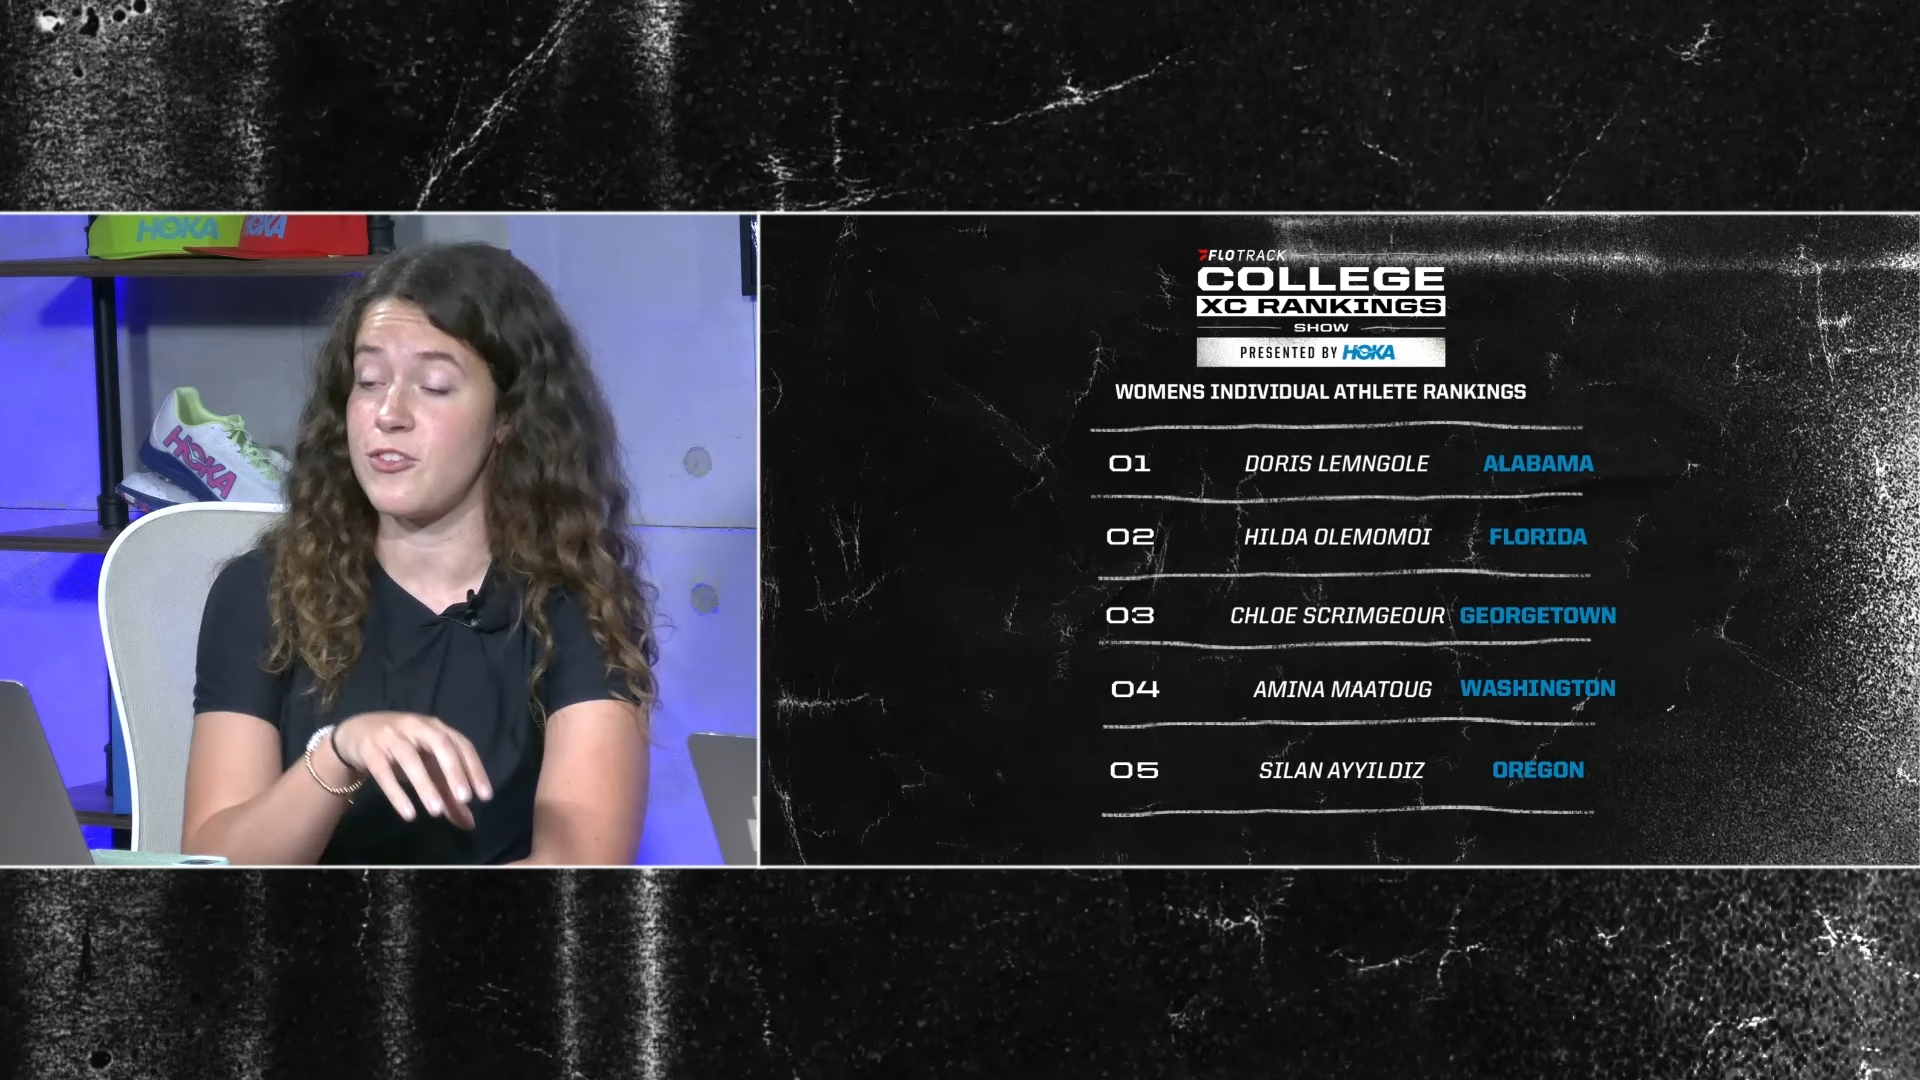 HOKA
HOKA
HOKA
FLOTRACK
COLLEGE
XC RANKINGS
SHOW
PRESENTED BY HOKA
WOMENS INDIVIDUAL ATHLETE RANKINGS
01 DORIS LEMNGOLE ALABAMA
02 HILDA OLEMOMOI FLORIDA
03 CHLOE SCRIMGEOUR GEORGETOWN
04 AMINA MAATOUG WASHINGTON
05 SILAN AYYILDIZ OREGON